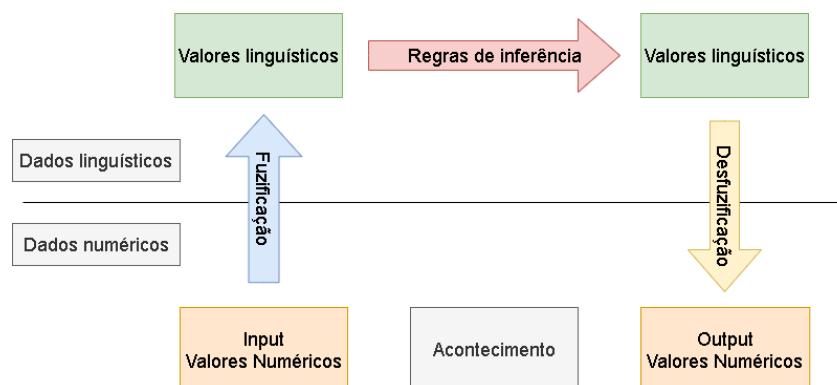 Valores linguísticos
Regras de inferência
Valores linguísticos
Dados linguísticos
Fuzificação
Desfuzificação
Dados numéricos
Input
Valores Numéricos
Acontecimento
Output
Valores Numéricos